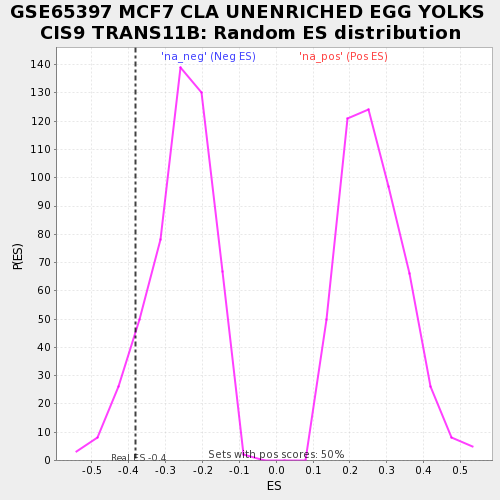 GSE65397 MCF7 CLA UNENRICHED EGG YOLKS
CIS9 TRANS11B: Random ES distribution
'na_neg' (Neg ES)
'na_pos' (Pos ES)
140
130
120
110
100
90
80
70
60
50
40
30
20
10
0
P(ES)
Real ES -0.4
Sets with pos scores: 50%
-0.5 -0.4 -0.3 -0.2 -0.1 0.0 0.1 0.2 0.3 0.4 0.5
ES